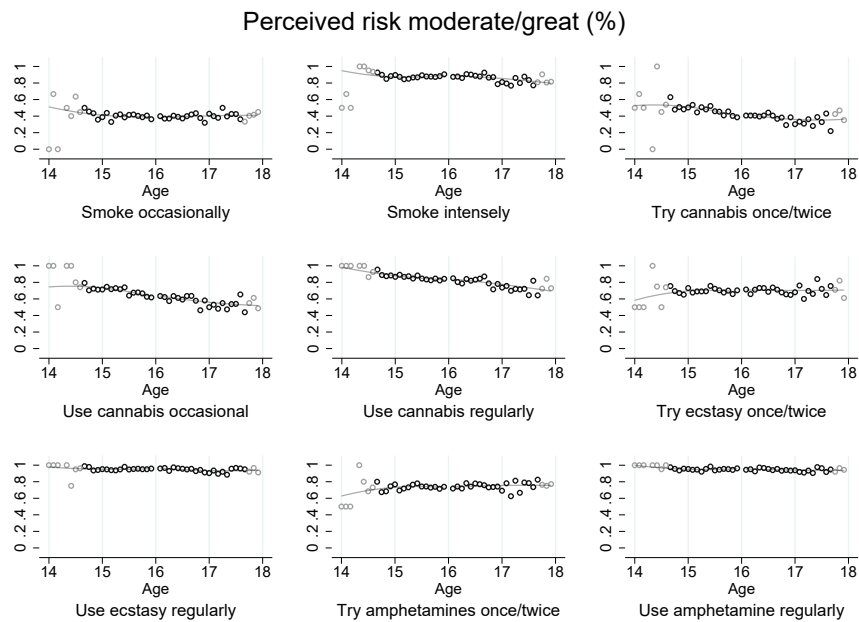 Perceived risk moderate/great (%)
0 .2 .4 .6 .8 1
14 15 16 17 18
Age
Smoke occasionally
0 .2 .4 .6 .8 1
14 15 16 17 18
Age
Smoke intensely
0 .2 .4 .6 .8 1
14 15 16 17 18
Age
Try cannabis once/twice
0 .2 .4 .6 .8 1
14 15 16 17 18
Age
Use cannabis occasional
0 .2 .4 .6 .8 1
14 15 16 17 18
Age
Use cannabis regularly
0 .2 .4 .6 .8 1
14 15 16 17 18
Age
Try ecstasy once/twice
0 .2 .4 .6 .8 1
14 15 16 17 18
Age
Use ecstasy regularly
0 .2 .4 .6 .8 1
14 15 16 17 18
Age
Try amphetamines once/twice
0 .2 .4 .6 .8 1
14 15 16 17 18
Age
Use amphetamine regularly